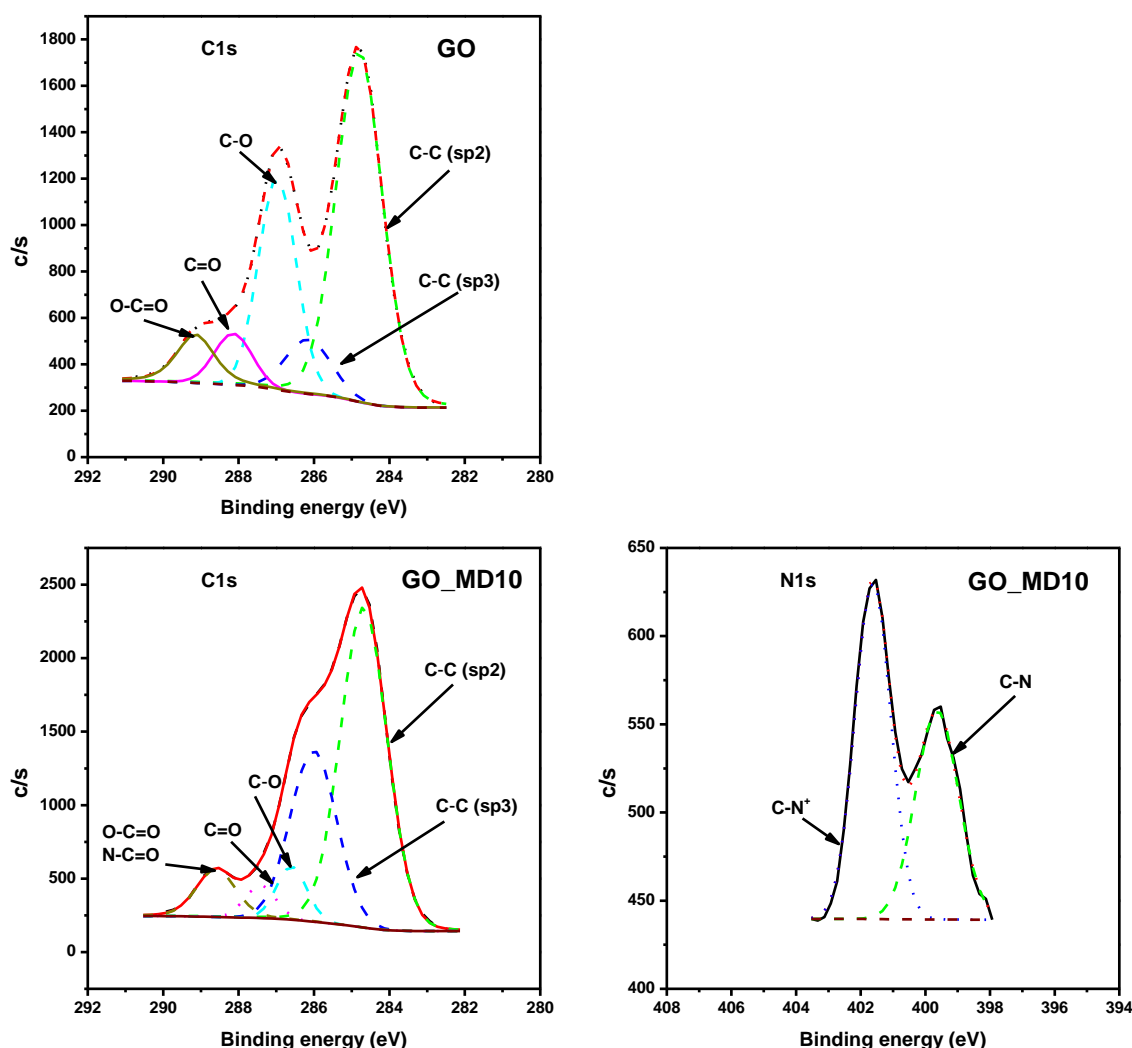 C1s
GO
1800
1600
1400
1200
1000
800
600
400
200
0
c/s
C-O
C-C (sp2)
C=O
C-C (sp3)
O-C=O
292 290 288 286 284 282 280
Binding energy (eV)
C1s
GO_MD10
2500
2000
1500
1000
500
0
c/s
C-C (sp2)
C-O
C-C (sp3)
O-C=O
C=O
N-C=O
292 290 288 286 284 282 280
Binding energy (eV)
N1s
GO_MD10
650
600
550
500
450
400
c/s
C-N
C-N⁺
408 406 404 402 400 398 396 394
Binding energy (eV)